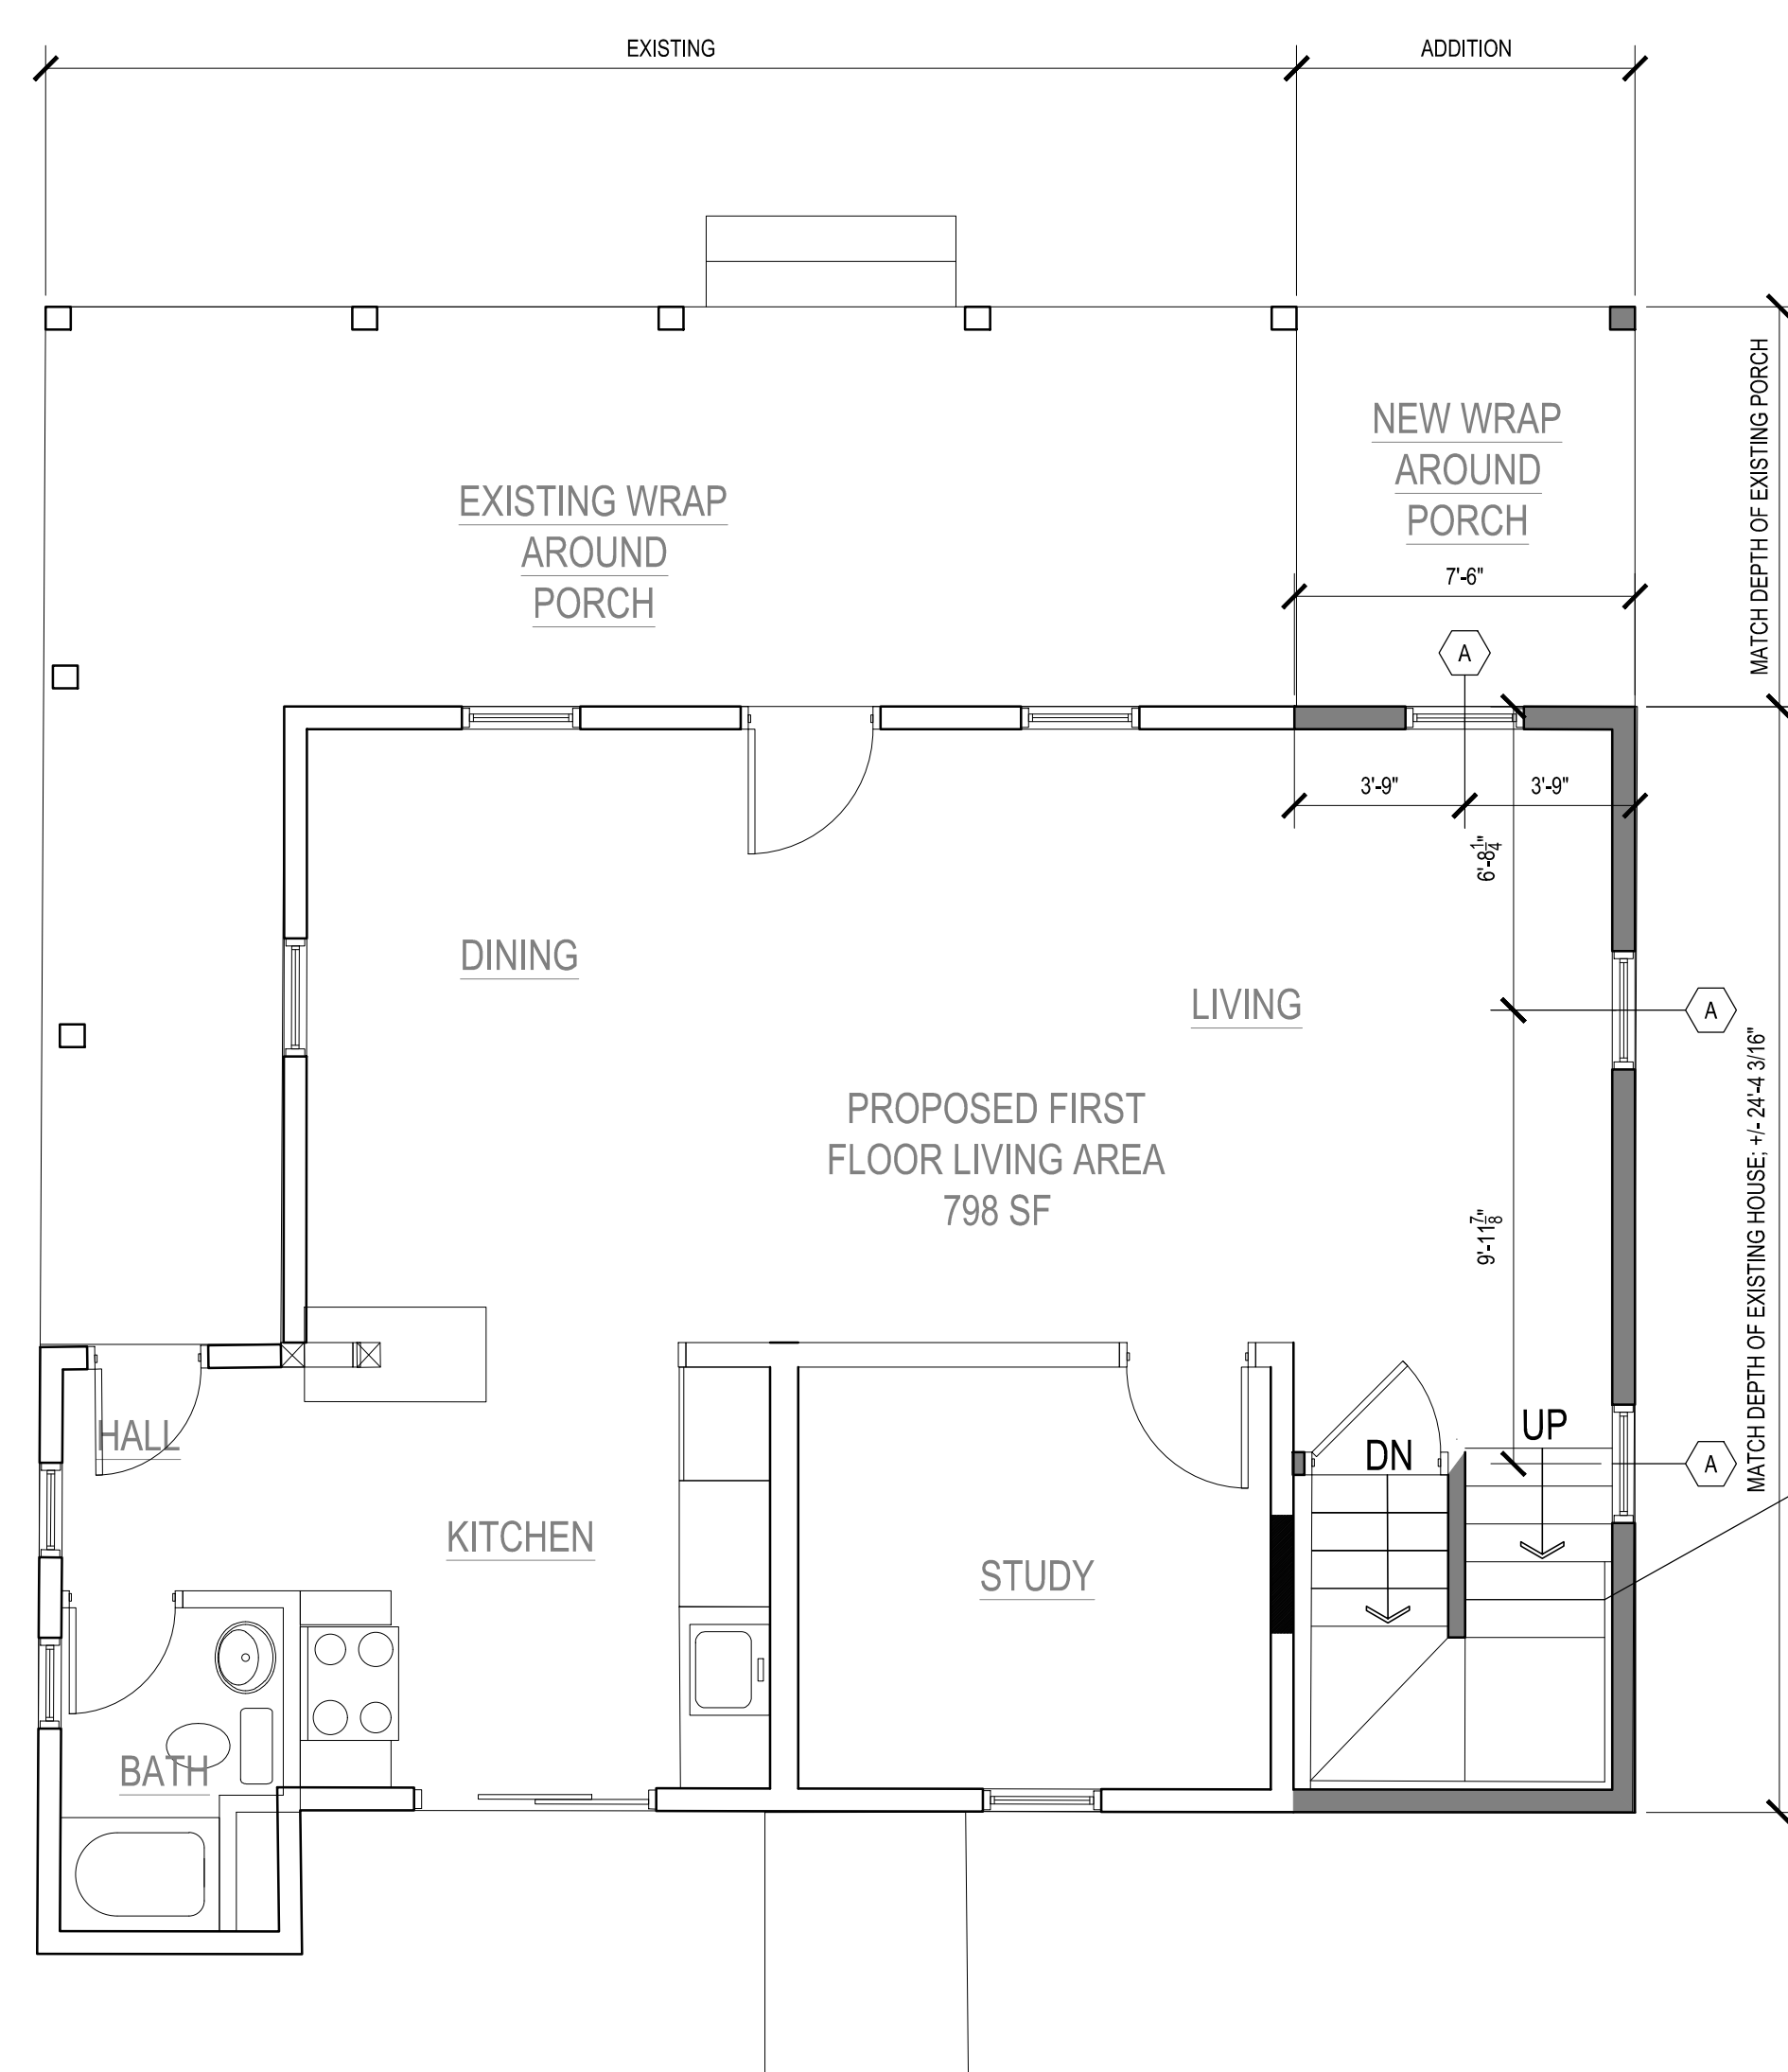 EXISTING
ADDITION
NEW WRAP
AROUND
PORCH
MATCH DEPTH OF EXISTING PORCH
EXISTING WRAP
AROUND
PORCH
7'-6"
A
3'-9"
3'-9"
6'-8 1/4"
DINING
LIVING
A
PROPOSED FIRST
FLOOR LIVING AREA
798 SF
9'-11 7/8"
MATCH DEPTH OF EXISTING HOUSE; +/- 24'-4 3/16"
HALL
UP
DN
A
KITCHEN
STUDY
BATH